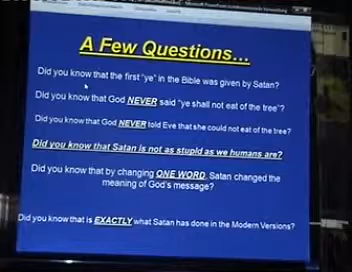 A Few Questions...
Did you know that the first "ye" in the Bible was given by Satan?
Did you know that God NEVER said "ye shall not eat of the tree"?
Did you know that God NEVER told Eve that she could not eat of the tree?
Did you know that Satan is not as stupid as we humans are?
Did you know that by changing ONE WORD, Satan changed the
meaning of God's message?
Did you know that is EXACTLY what Satan has done in the Modern Versions?